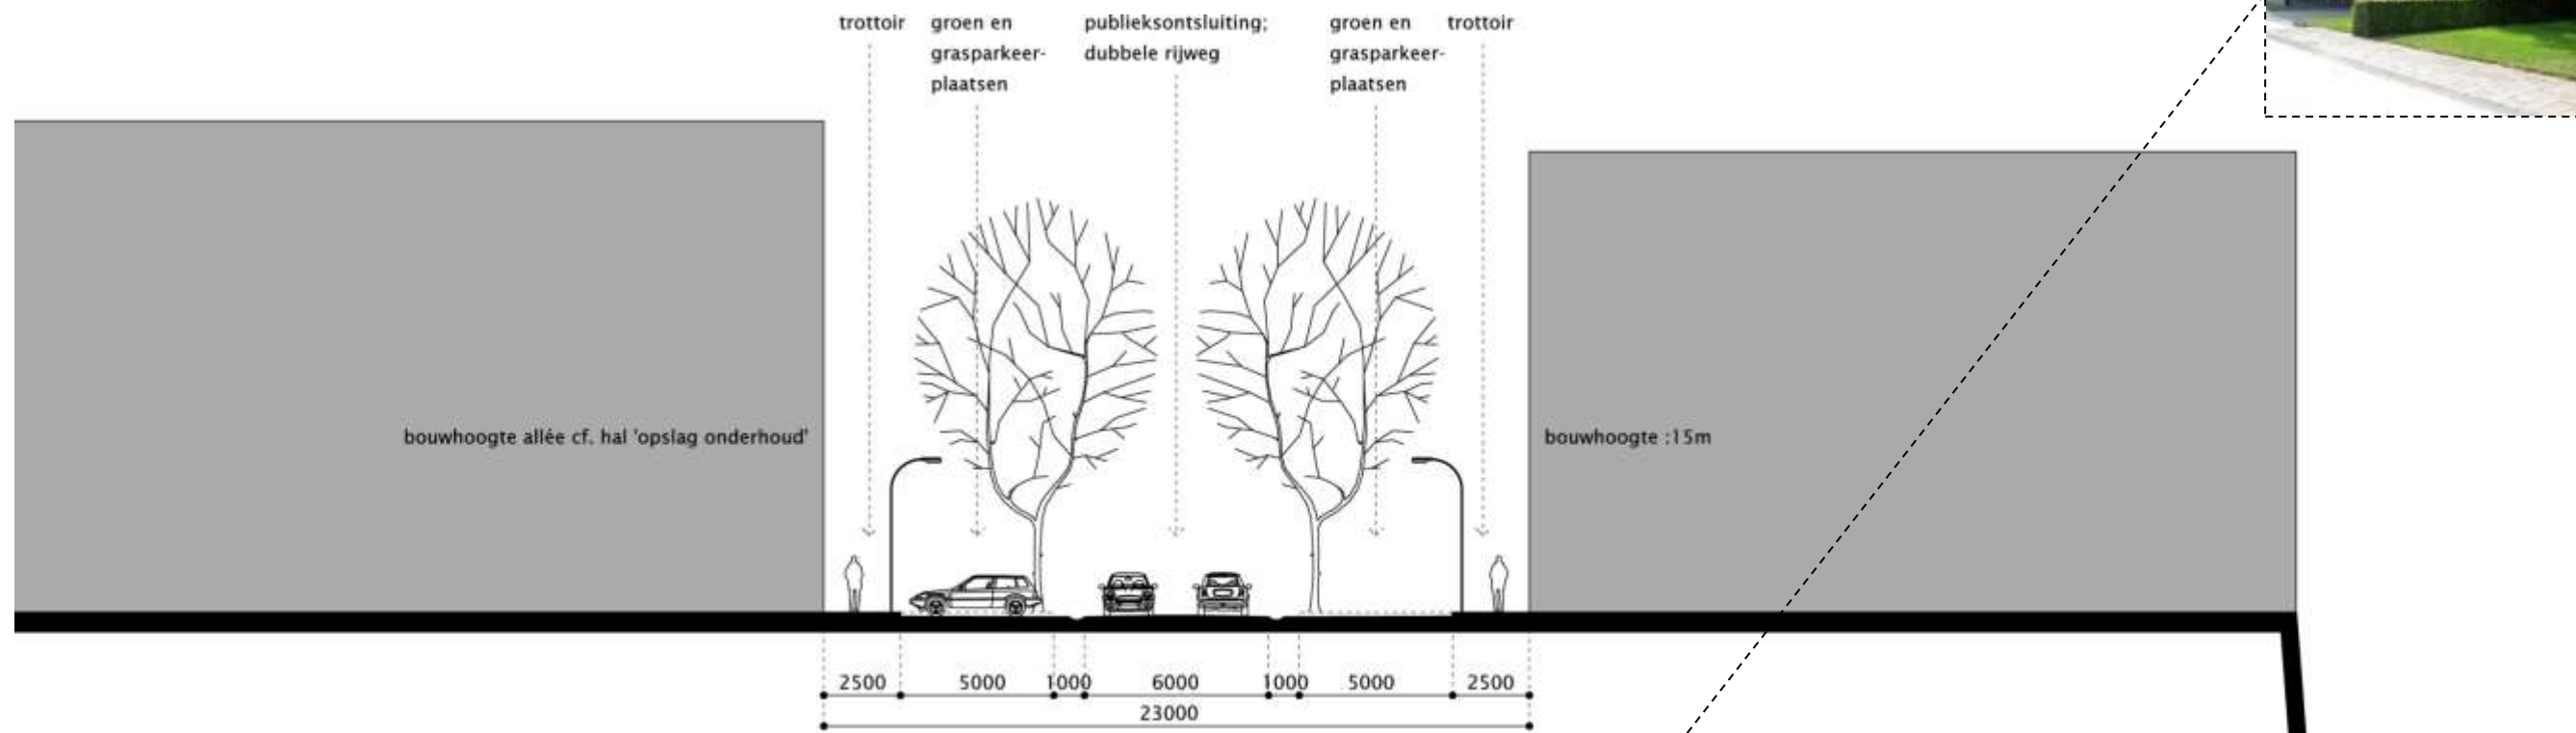 trottoir
groen en
grasparkeer-
plaatsen
publieksontsluiting;
dubbele rijweg
groen en
grasparkeer-
plaatsen
trottoir
bouwhoogte allée cf. hal 'opslag onderhoud'
bouwhoogte :15m
2500 5000 1000 6000 1000 5000 2500
23000